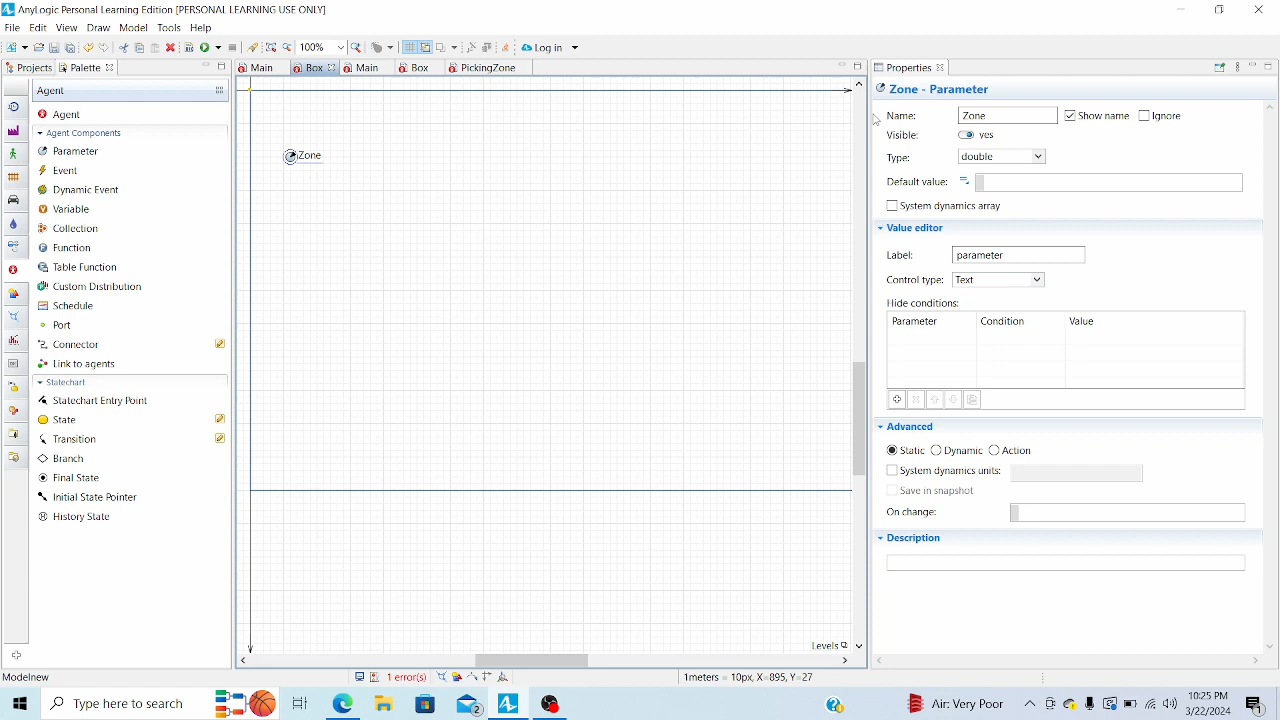 AnyLogic Personal Learning Edition [PERSONAL LEARNING USE ONLY]
File Edit View Draw Model Tools Help
100% Log in
Projects Palette
Main Box Main Box PickingZone
Properties
Agent
Agent
Agent Components
Parameter
Event
Dynamic Event
Variable
Collection
Function
Table Function
Custom Distribution
Schedule
Port
Connector
Link to agents
Statechart
Statechart Entry Point
State
Transition
Branch
Final State
Initial State Pointer
History State
Zone
Levels
Zone - Parameter
Name: Zone Show name Ignore
Visible: yes
Type: double
Default value:
System dynamics array
Value editor
Label: parameter
Control type: Text
Hide conditions:
Parameter Condition Value
Advanced
Static Dynamic Action
System dynamics units:
Save in snapshot
On change:
Description
Modelnew 1 error(s) 1meters = 10px, X=895, Y=27
Type here to search 2 Air: Very Poor 10:25 PM
3/22/2024 1